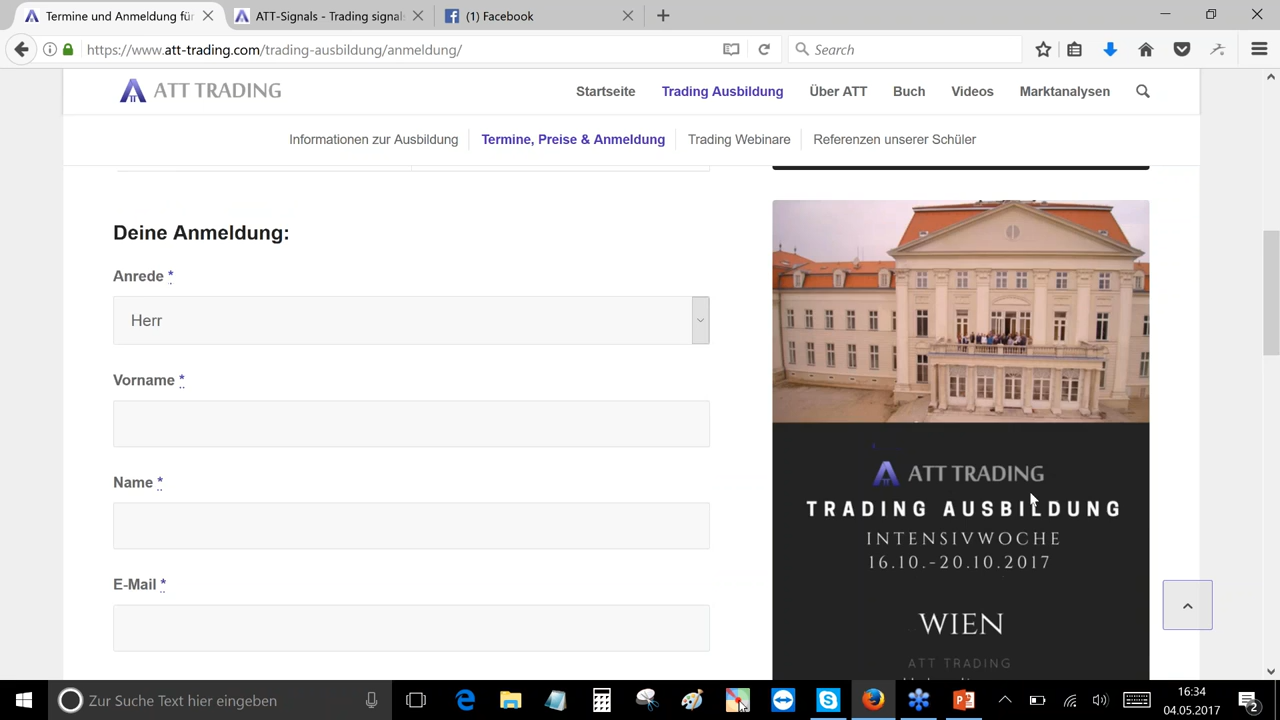 Termine und Anmeldung für
ATT-Signals - Trading signal
(1) Facebook
https://www.att-trading.com/trading-ausbildung/anmeldung/
Search
ATT TRADING
Startseite
Trading Ausbildung
Über ATT
Buch
Videos
Marktanalysen
Informationen zur Ausbildung
Termine, Preise & Anmeldung
Trading Webinare
Referenzen unserer Schüler
Deine Anmeldung:
Anrede *
Herr
Vorname *
Name *
E-Mail *
ATT TRADING
TRADING AUSBILDUNG
INTENSIVWOCHE
16.10.-20.10.2017
WIEN
ATT TRADING
Zur Suche Text hier eingeben
16:34
04.05.2017
2